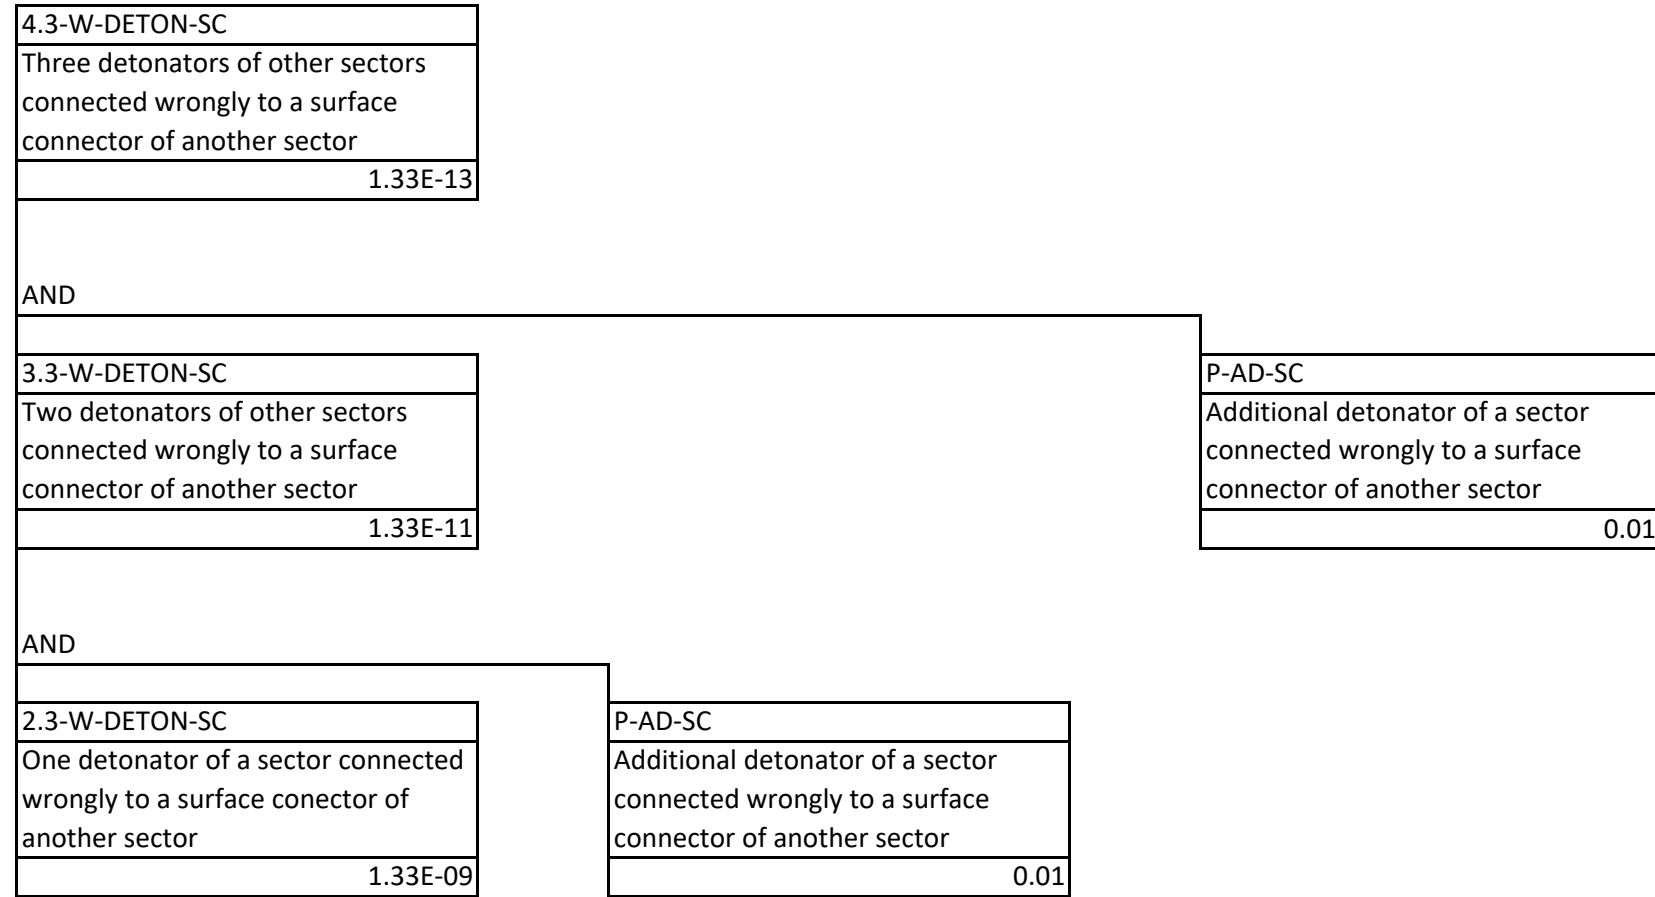 4.3-W-DETON-SC
Three detonators of other sectors
connected wrongly to a surface
connector of another sector
1.33E-13
AND
3.3-W-DETON-SC
Two detonators of other sectors
connected wrongly to a surface
connector of another sector
1.33E-11
P-AD-SC
Additional detonator of a sector
connected wrongly to a surface
connector of another sector
0.01
AND
2.3-W-DETON-SC
One detonator of a sector connected
wrongly to a surface conector of
another sector
1.33E-09
P-AD-SC
Additional detonator of a sector
connected wrongly to a surface
connector of another sector
0.01